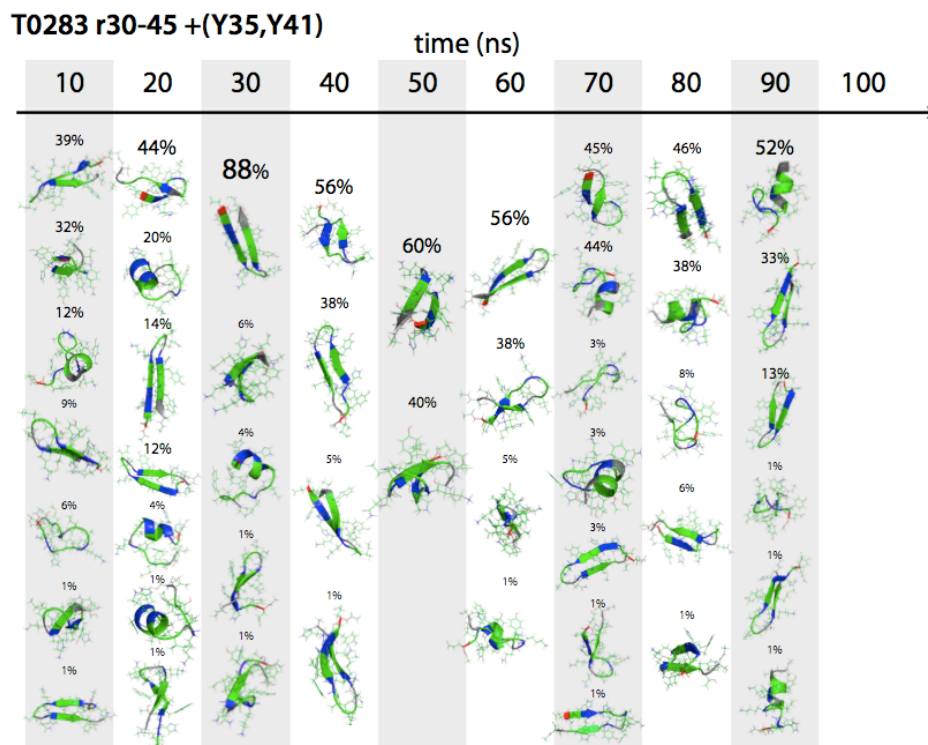 T0283 r30-45 +(Y35,Y41)
time (ns)
10 20 30 40 50 60 70 80 90 100
39% 44% 88% 56% 60% 56% 45% 46% 52%
32% 20% 6% 38% 40% 38% 44% 38% 33%
12% 14% 4% 5% 5% 3% 8% 13%
9% 12% 1% 1% 1% 3% 6% 1%
6% 4% 1% 3% 1% 1%
1% 1% 1% 1%
1% 1% 1%